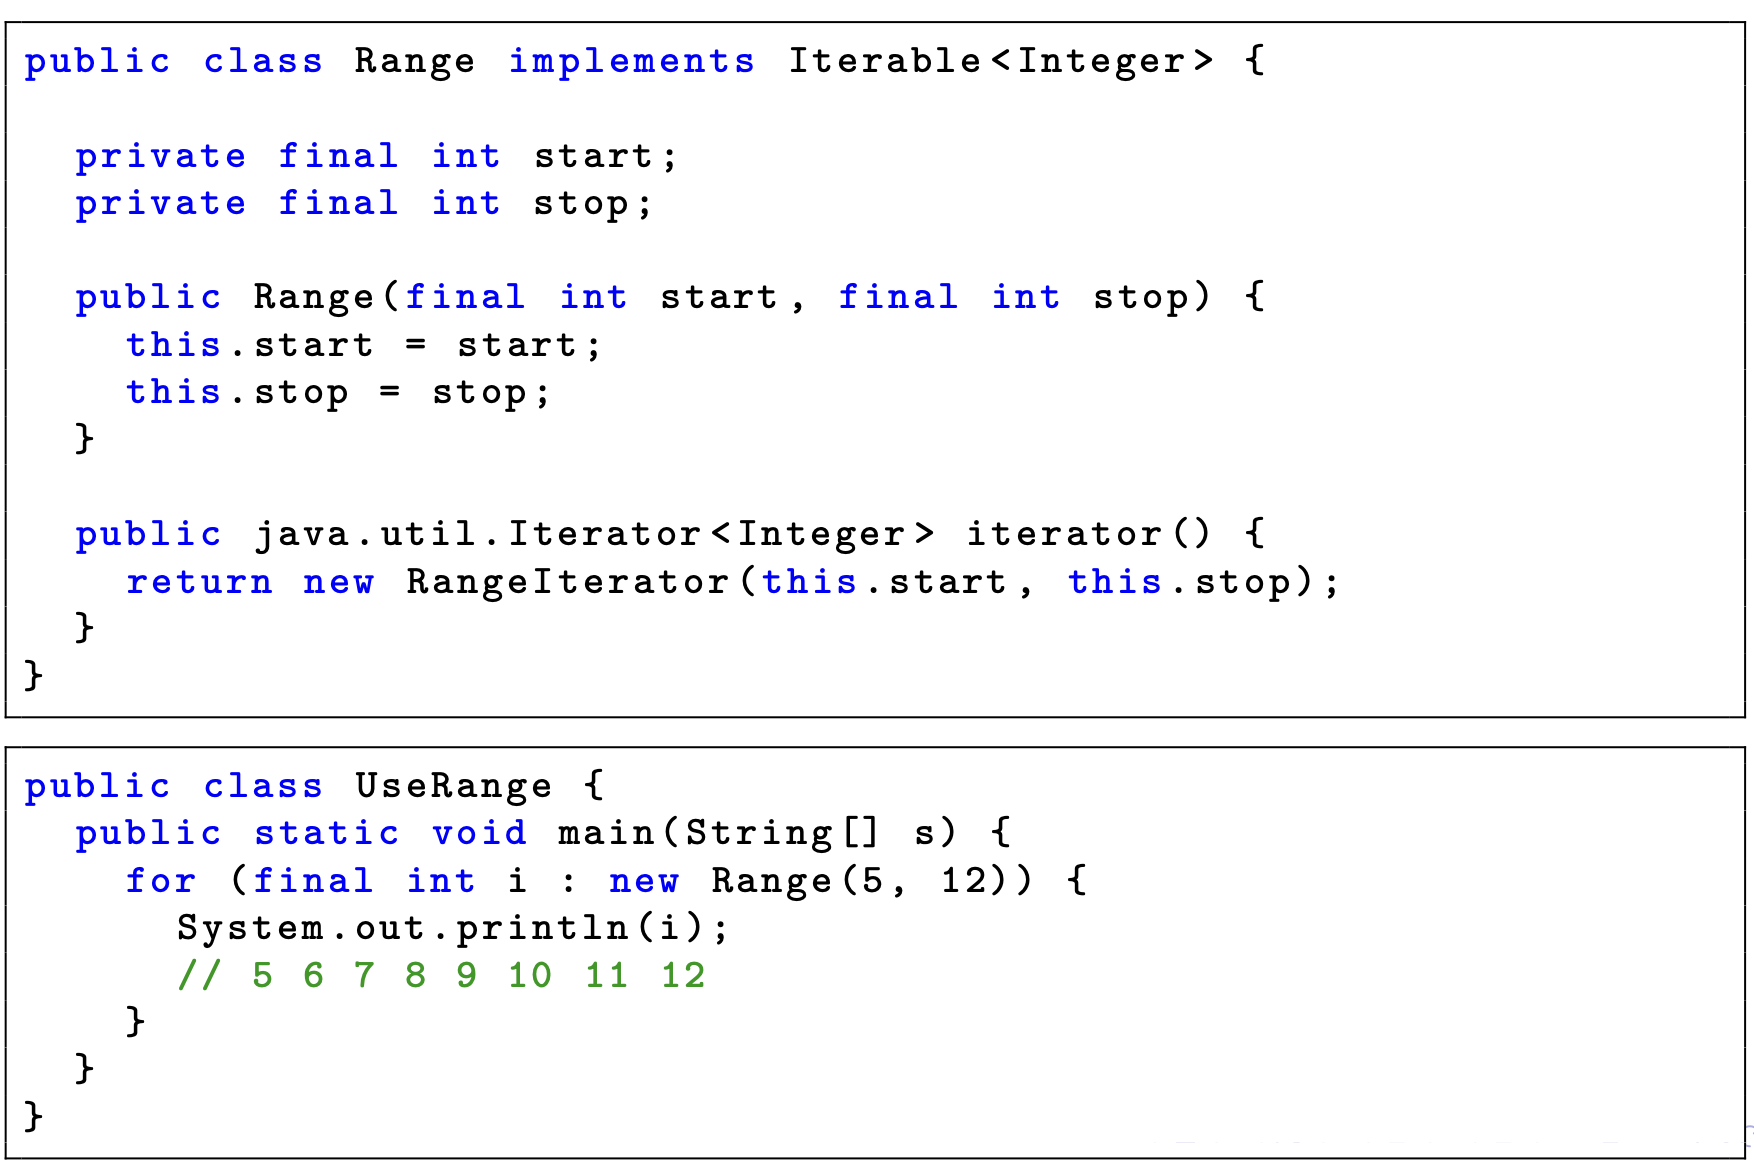 public class Range implements Iterable<Integer> {
private final int start;
private final int stop;
public Range(final int start, final int stop) {
this.start = start;
this.stop = stop;
}
public java.util.Iterator<Integer> iterator() {
return new RangeIterator(this.start, this.stop);
}
}
public class UseRange {
public static void main(String[] s) {
for (final int i : new Range(5, 12)) {
System.out.println(i);
// 5 6 7 8 9 10 11 12
}
}
}